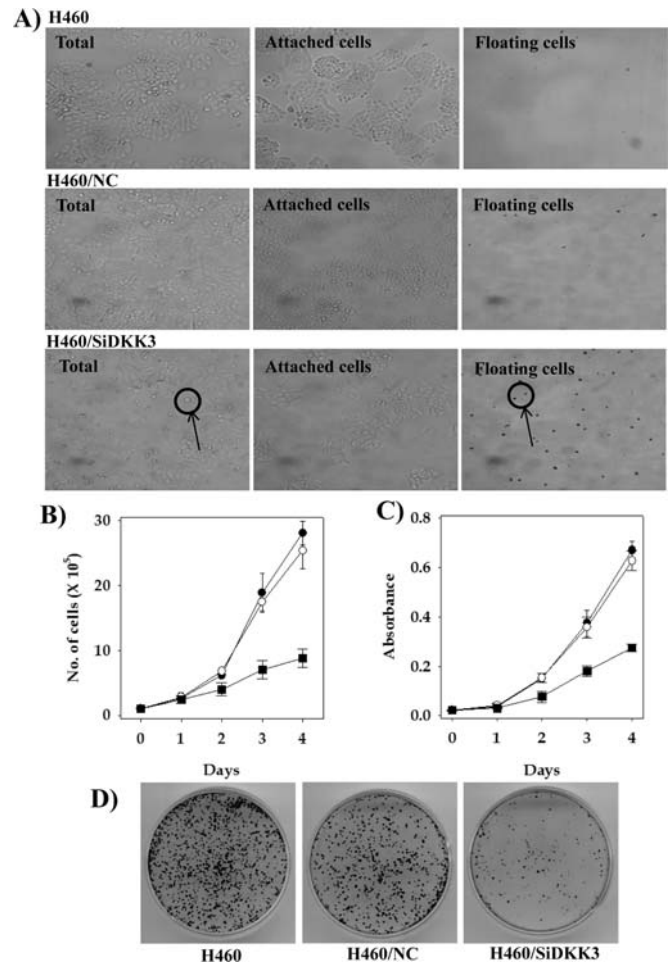 A) H460
Total Attached cells Floating cells
H460/NC
Total Attached cells Floating cells
H460/SiDKK3
Total Attached cells Floating cells
B)
No. of cells (X 10⁵)
30
20
10
0
0 1 2 3 4
Days
C)
Absorbance
0.8
0.6
0.4
0.2
0.0
0 1 2 3 4
Days
D)
H460 H460/NC H460/SiDKK3